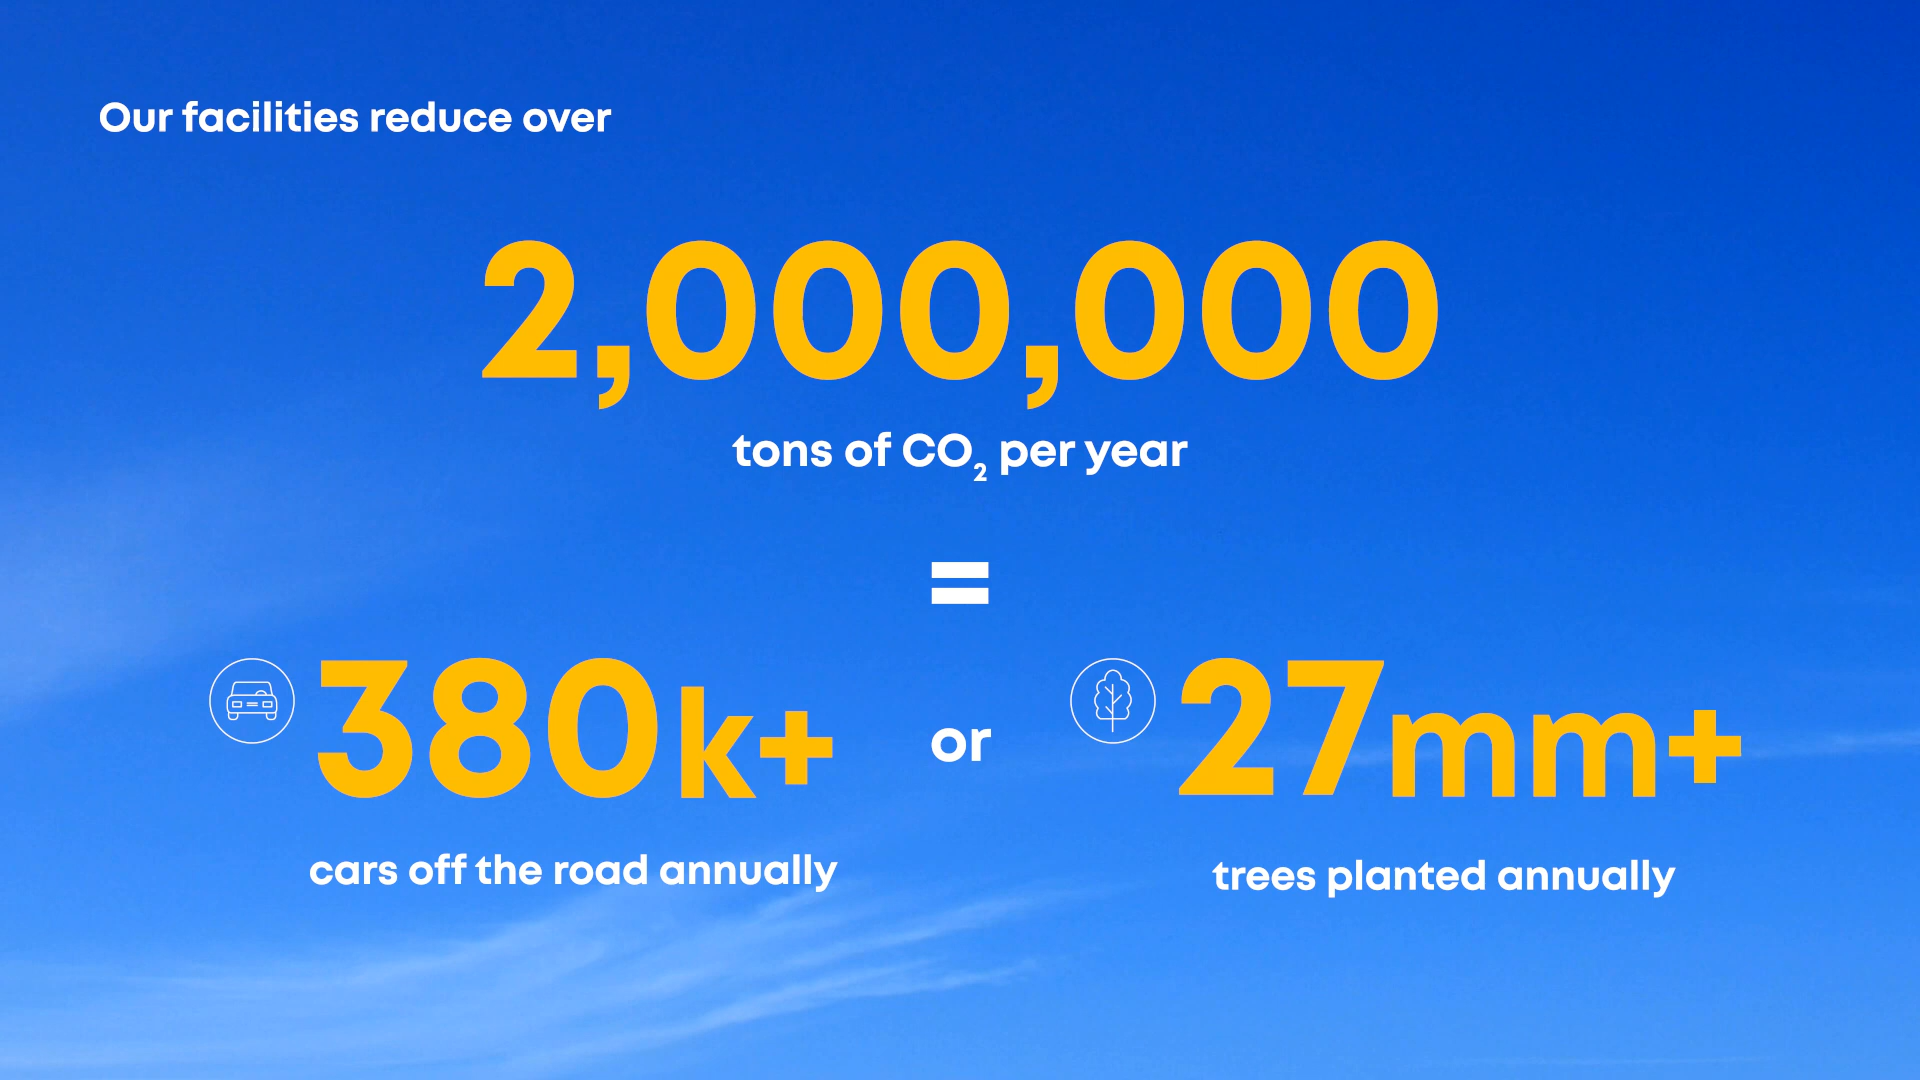 Our facilities reduce over
2,000,000
tons of CO₂ per year
=
380k+
or
27mm+
cars off the road annually
trees planted annually